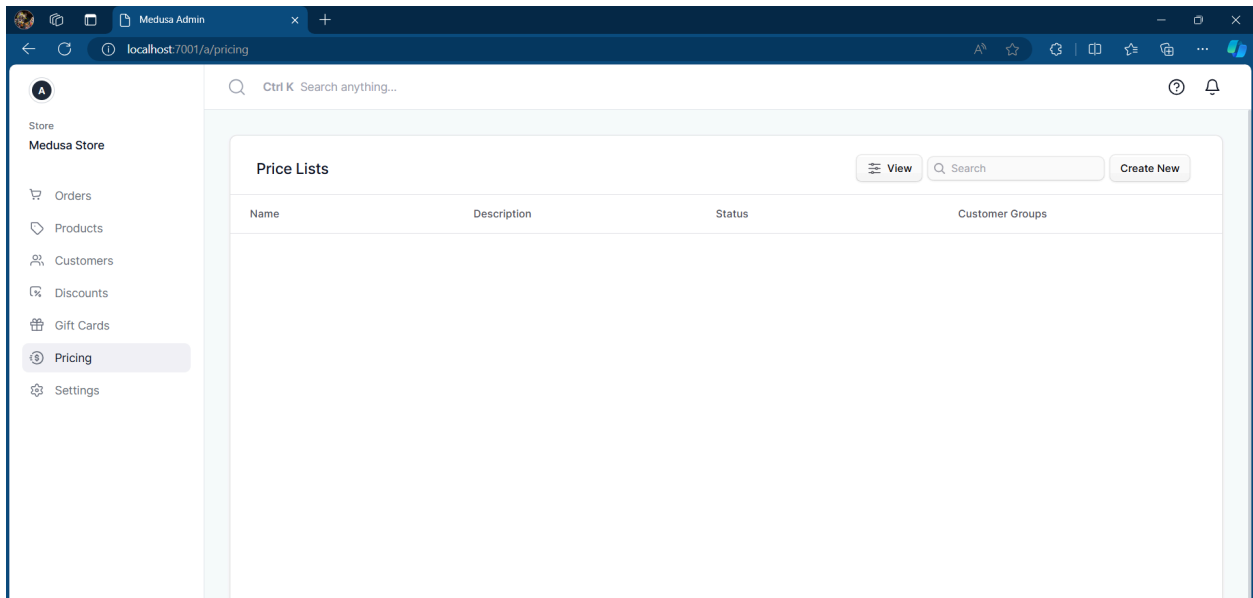 Medusa Admin
localhost:7001/a/pricing
A
Ctrl K Search anything...
Store
Medusa Store
Orders
Products
Customers
Discounts
Gift Cards
Pricing
Settings
Price Lists
View
Search
Create New
Name Description Status Customer Groups